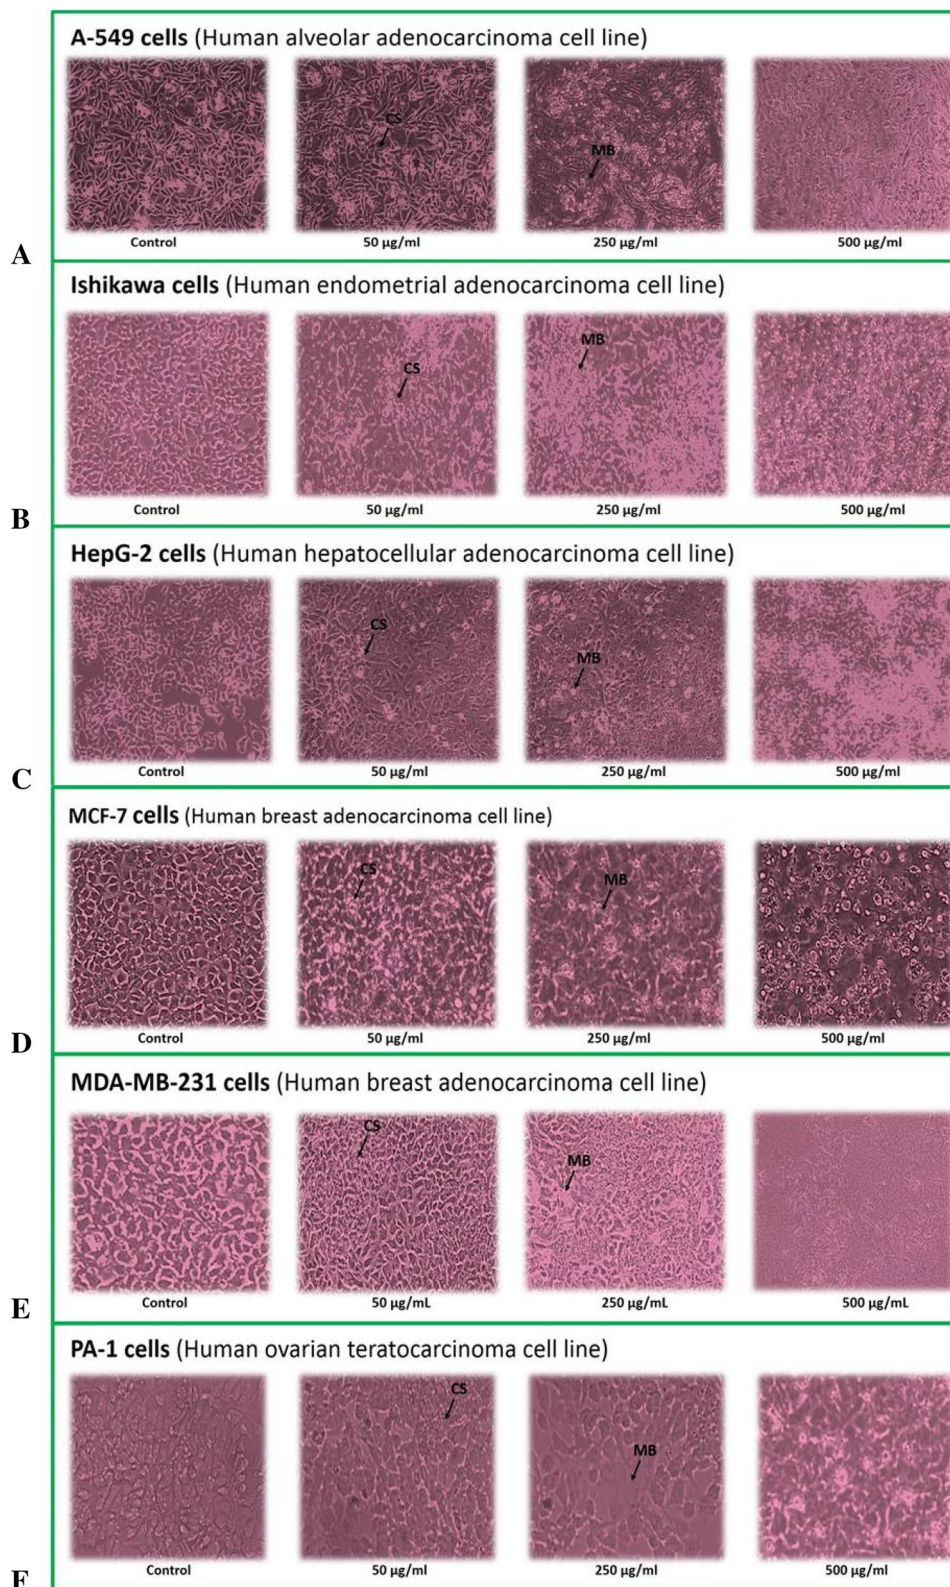 A-549 cells (Human alveolar adenocarcinoma cell line)
CS
MB
Control 50 µg/ml 250 µg/ml 500 µg/ml
A
Ishikawa cells (Human endometrial adenocarcinoma cell line)
MB
CS
Control 50 µg/ml 250 µg/ml 500 µg/ml
B
HepG-2 cells (Human hepatocellular adenocarcinoma cell line)
CS
MB
Control 50 µg/ml 250 µg/ml 500 µg/ml
C
MCF-7 cells (Human breast adenocarcinoma cell line)
CS
MB
Control 50 µg/ml 250 µg/ml 500 µg/ml
D
MDA-MB-231 cells (Human breast adenocarcinoma cell line)
CS
MB
Control 50 µg/mL 250 µg/mL 500 µg/mL
E
PA-1 cells (Human ovarian teratocarcinoma cell line)
CS
MB
Control 50 µg/ml 250 µg/ml 500 µg/ml
F